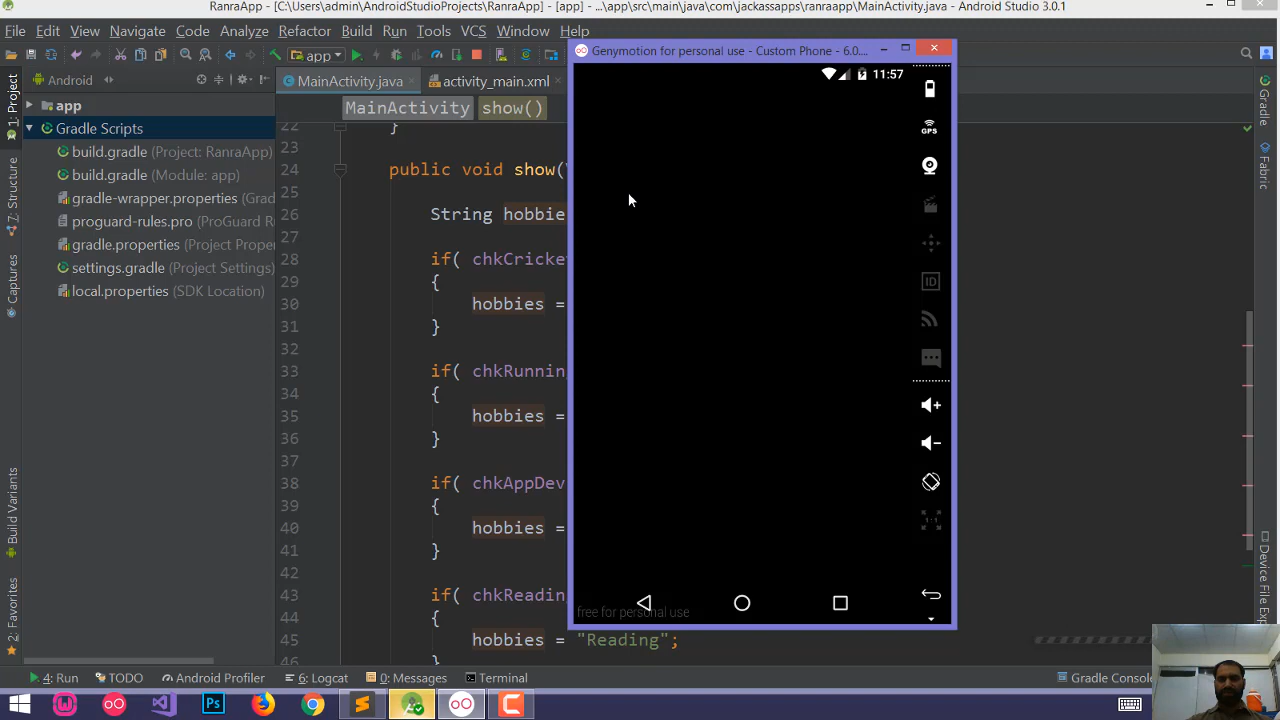 RanraApp - [C:\Users\admin\AndroidStudioProjects\RanraApp] - [app] - ...\app\src\main\java\com\jackassapps\ranraapp\MainActivity.java - Android Studio 3.0.1
File Edit View Navigate Code Analyze Refactor Build Run Tools VCS Window
app
Genymotion for personal use - Custom Phone - 6.0....
Android
MainActivity.java
activity_main.xml
MainActivity
show()
11:57
GPS
ID
1:1
free for personal use
app
Gradle Scripts
build.gradle (Project: RanraApp)
build.gradle (Module: app)
gradle-wrapper.properties (Grad
proguard-rules.pro (ProGuard R
gradle.properties (Project Prope
settings.gradle (Project Settings)
local.properties (SDK Location)
22 }
23
24 public void show(
25
26 String hobbie
27
28 if( chkCricke
29 {
30 hobbies =
31 }
32
33 if( chkRunnin
34 {
35 hobbies =
36 }
37
38 if( chkAppDev
39 {
40 hobbies =
41 }
42
43 if( chkReadin
44 {
45 hobbies = "Reading";
46 }
1: Project
7: Structure
Captures
Build Variants
2: Favorites
Gradle
Fabric
Device File Exp
4: Run
TODO
Android Profiler
6: Logcat
0: Messages
Terminal
Gradle Conso
Ps